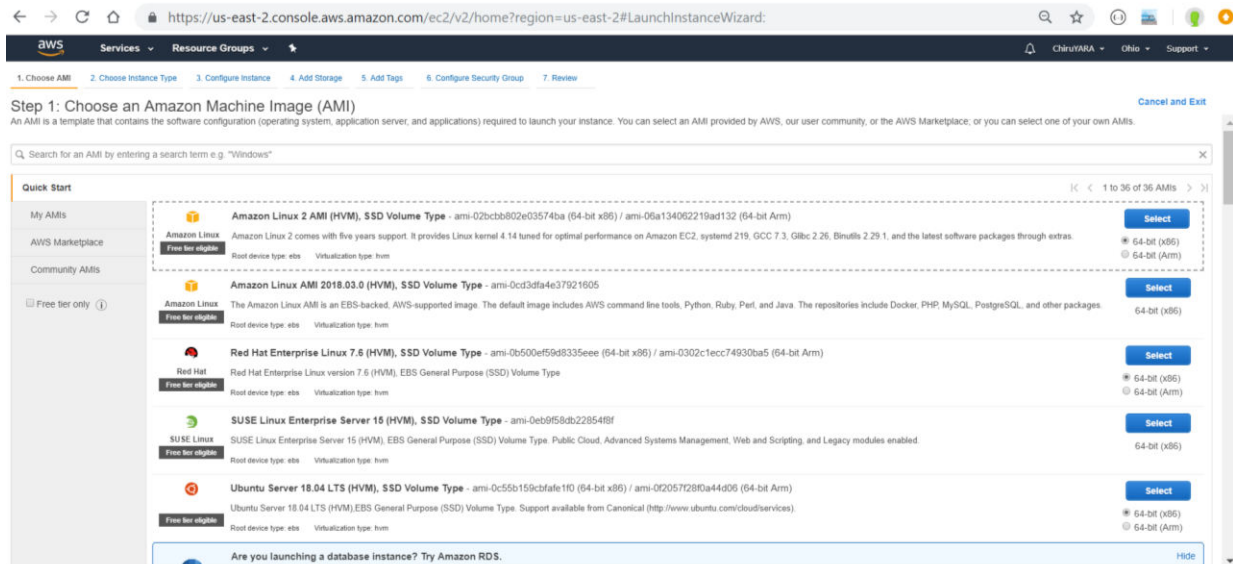 https://us-east-2.console.aws.amazon.com/ec2/v2/home?region=us-east-2#LaunchInstanceWizard:
aws Services Resource Groups ChiruYARA Ohio Support
1. Choose AMI 2. Choose Instance Type 3. Configure Instance 4. Add Storage 5. Add Tags 6. Configure Security Group 7. Review
Step 1: Choose an Amazon Machine Image (AMI) Cancel and Exit
An AMI is a template that contains the software configuration (operating system, application server, and applications) required to launch your instance. You can select an AMI provided by AWS, our user community, or the AWS Marketplace; or you can select one of your own AMIs.
Search for an AMI by entering a search term e.g. "Windows"
Quick Start 1 to 36 of 36 AMIs
My AMIs
AWS Marketplace
Community AMIs
Free tier only
Amazon Linux 2 AMI (HVM), SSD Volume Type - ami-02bcbb802e03574ba (64-bit x86) / ami-06a134062219ad132 (64-bit Arm)
Select
Amazon Linux
Free tier eligible
Amazon Linux 2 comes with five years support. It provides Linux kernel 4.14 tuned for optimal performance on Amazon EC2, systemd 219, GCC 7.3, Glibc 2.26, Binutils 2.29.1, and the latest software packages through extras.
Root device type: ebs Virtualization type: hvm
64-bit (x86)
64-bit (Arm)
Amazon Linux AMI 2018.03.0 (HVM), SSD Volume Type - ami-0cd3dfa4e37921605
Select
Amazon Linux
Free tier eligible
The Amazon Linux AMI is an EBS-backed, AWS-supported image. The default image includes AWS command line tools, Python, Ruby, Perl, and Java. The repositories include Docker, PHP, MySQL, PostgreSQL, and other packages.
Root device type: ebs Virtualization type: hvm
64-bit (x86)
Red Hat Enterprise Linux 7.6 (HVM), SSD Volume Type - ami-0b500ef59d8335eee (64-bit x86) / ami-0302c1ecc74930ba5 (64-bit Arm)
Select
Red Hat
Free tier eligible
Red Hat Enterprise Linux version 7.6 (HVM), EBS General Purpose (SSD) Volume Type
Root device type: ebs Virtualization type: hvm
64-bit (x86)
64-bit (Arm)
SUSE Linux Enterprise Server 15 (HVM), SSD Volume Type - ami-0eb9f58db22854f8f
Select
SUSE Linux
Free tier eligible
SUSE Linux Enterprise Server 15 (HVM), EBS General Purpose (SSD) Volume Type. Public Cloud, Advanced Systems Management, Web and Scripting, and Legacy modules enabled.
Root device type: ebs Virtualization type: hvm
64-bit (x86)
Ubuntu Server 18.04 LTS (HVM), SSD Volume Type - ami-0c55b159cbfafe1f0 (64-bit x86) / ami-0f2057f28f0a44d06 (64-bit Arm)
Select
Free tier eligible
Ubuntu Server 18.04 LTS (HVM),EBS General Purpose (SSD) Volume Type. Support available from Canonical (http://www.ubuntu.com/cloud/services).
Root device type: ebs Virtualization type: hvm
64-bit (x86)
64-bit (Arm)
Are you launching a database instance? Try Amazon RDS. Hide